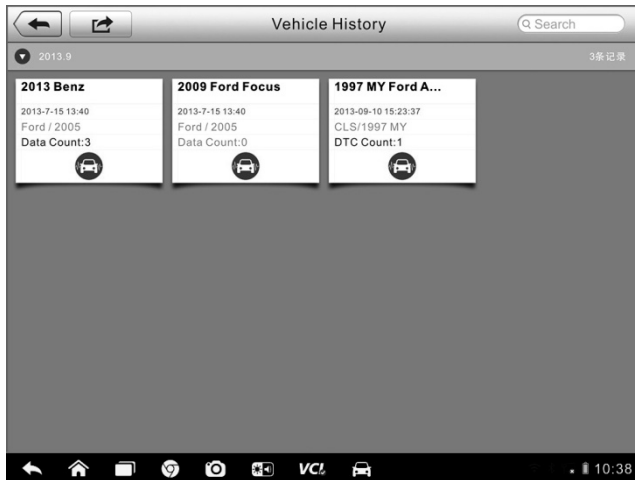 Vehicle History
Search
2013.9
3条记录
2013 Benz
2013-7-15 13:40
Ford / 2005
Data Count:3
2009 Ford Focus
2013-7-15 13:40
Ford / 2005
Data Count:0
1997 MY Ford A...
2013-09-10 15:23:37
CLS/1997 MY
DTC Count:1
VCI
10:38